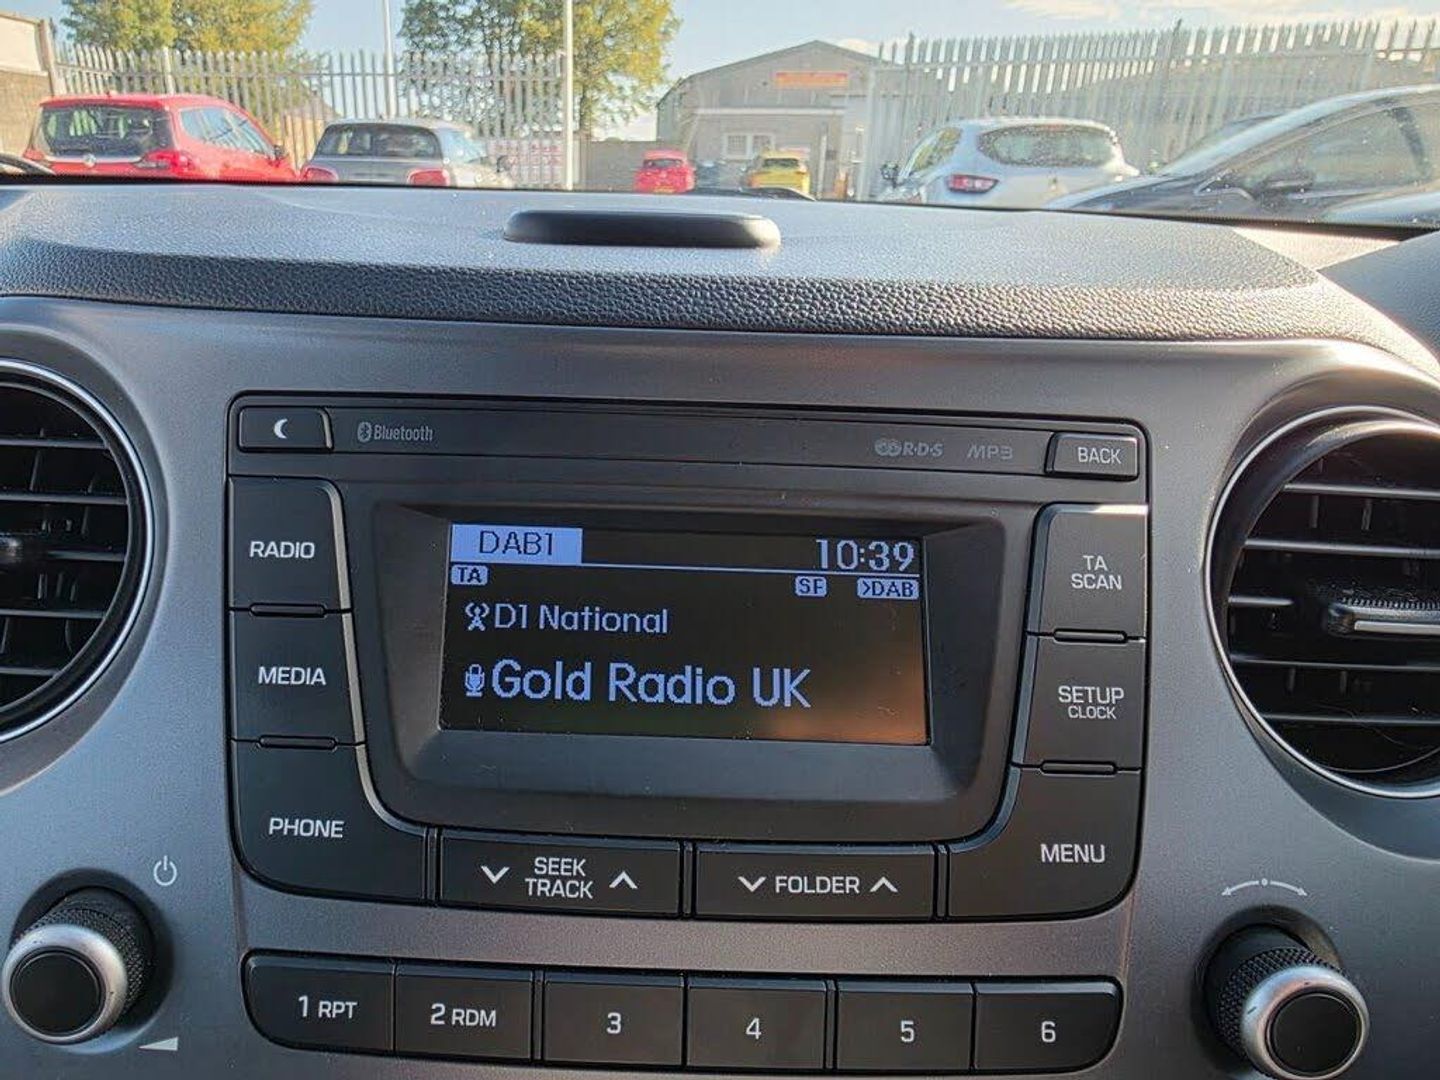 Bluetooth
R·D·S MP3
BACK
RADIO
DAB1
10:39
TA
SCAN
TA
SF
>DAB
D1 National
MEDIA
Gold Radio UK
SETUP
CLOCK
PHONE
SEEK
TRACK
FOLDER
MENU
1 RPT
2 RDM
3
4
5
6